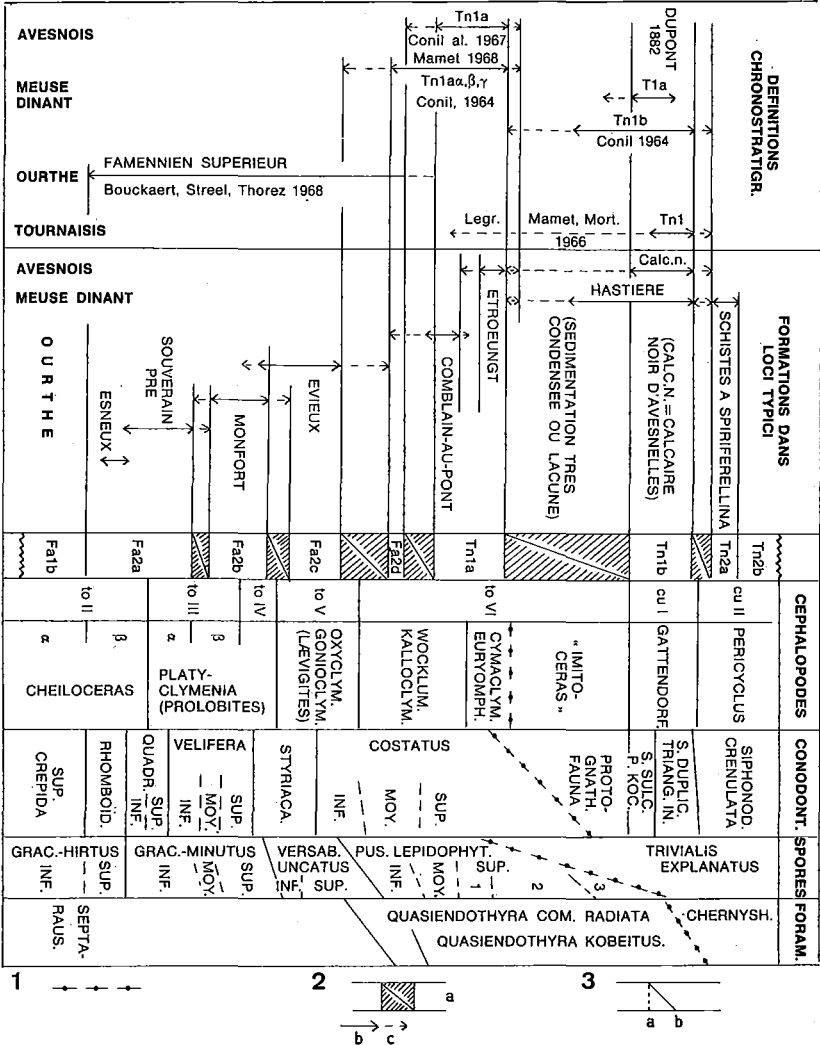 AVESNOIS
Tn1a
Conil al. 1967
Mamet 1968
DUPONT
1882
MEUSE
DINANT
Tn1aα,β,γ
Conil, 1964
T1a
Tn1b
Conil 1964
DEFINITIONS
CHRONOSTRATIGR.
OURTHE
FAMENNIEN SUPERIEUR
Bouckaert, Streel, Thorez 1968
TOURNAISIS
Legr.
Mamet, Mort.
1966
Tn1
AVESNOIS
Calc.n.
MEUSE DINANT
HASTIERE
OURTHE
ESNEUX
SOUVERAIN
PRE
MONFORT
EVIEUX
COMBLAIN-AU-PONT
ETROEUNGT
(SEDIMENTATION TRES
CONDENSEE OU LACUNE)
(CALC.N.=CALCAIRE
NOIR D'AVESNELLES)
SCHISTES A SPIRIFERELLINA
FORMATIONS DANS
LOCI TYPICI
Fa1b
Fa2a
Fa2b
Fa2c
Fa2d
Tn1a
Tn1b
Tn2a
Tn2b
to II
to III
to IV
to V
to VI
cu I
cu II
CEPHALOPODES
α
β
α
β
CHEILOCERAS
PLATY-
CLYMENIA
(PROLOBITES)
OXYCLYM.
GONIOCLYM.
(LÆVIGITES)
WOCKLUM.
KALLOCLYM.
CYMACLYM.
EURYOMPH.
« IMITO-
CERAS »
GATTENDORF.
PERICYCLUS
SUP.
CREPIDA
RHOMBOÏD.
QUADR.
INF.
SUP.
VELIFERA
INF.
MOY.
SUP.
STYRIACA.
COSTATUS
INF.
MOY.
SUP.
PROTO-
GNATH.
FAUNA
S. SULC.
P. KOC.
S. DUPLIC.
TRIANG. IN.
SIPHONOD.
CRENULATA
CONODONT.
GRAC.-HIRTUS
INF.
SUP.
GRAC.-MINUTUS
INF.
MOY.
SUP.
VERSAB.
UNCATUS
INF.
SUP.
PUS. LEPIDOPHYT.
INF.
MOY.
SUP.
1
2
3
TRIVIALIS
EXPLANATUS
SPORES
SEPTA-
RAUS.
QUASIENDOTHYRA COM. RADIATA
QUASIENDOTHYRA KOBEITUS.
CHERNYSH.
FORAM.
1
2
a
b
c
3
a
b